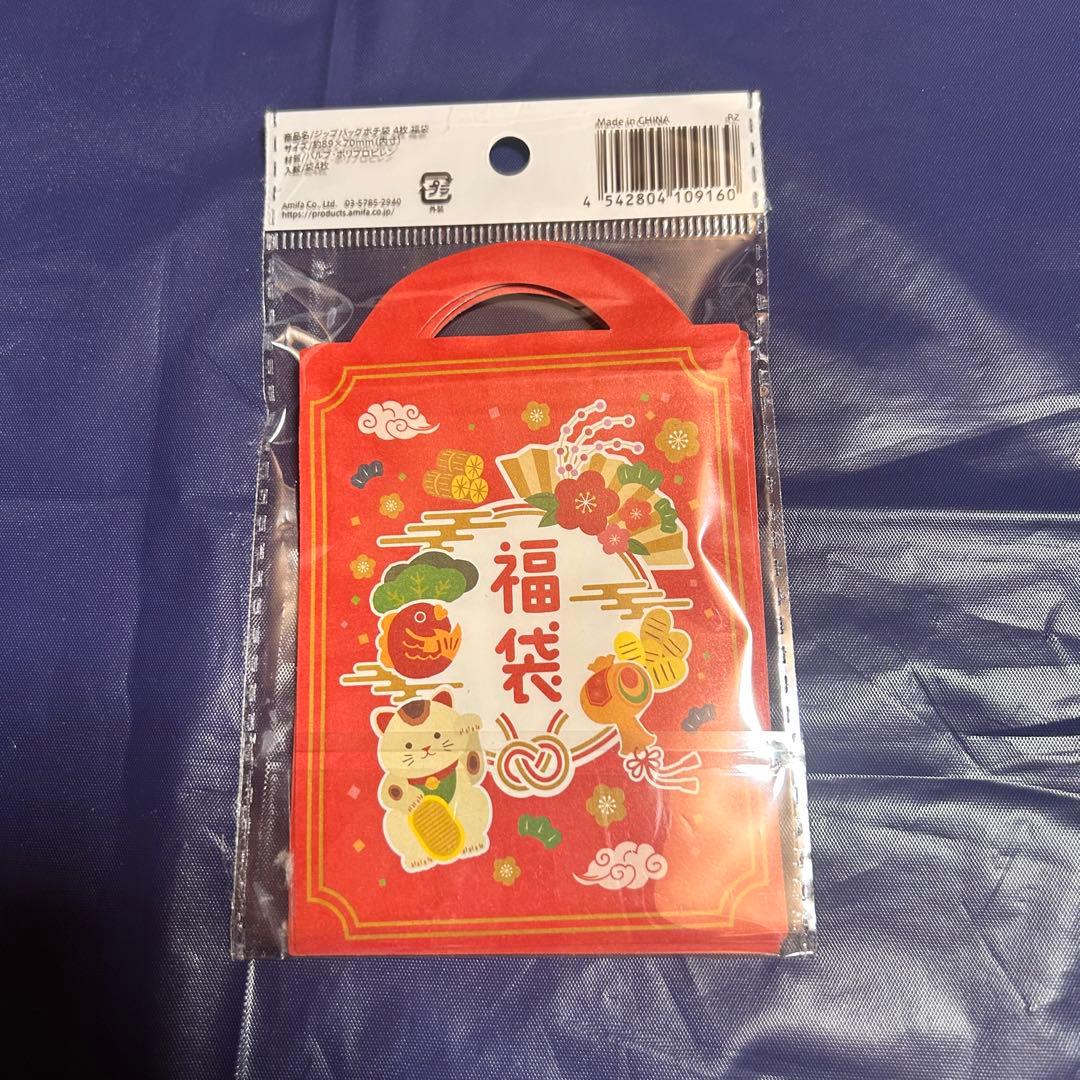 商品名/ジップバッグポチ袋 4枚 福袋
サイズ/約89×70mm(内寸)
材質/パルプ・ポリプロピレン
入数/袋4枚
Amifa Co., Ltd. 03-5785-2940
https://products.amifa.co.jp/
プラ
外装
Made in CHINA
RZ
4 542804 109160
福袋